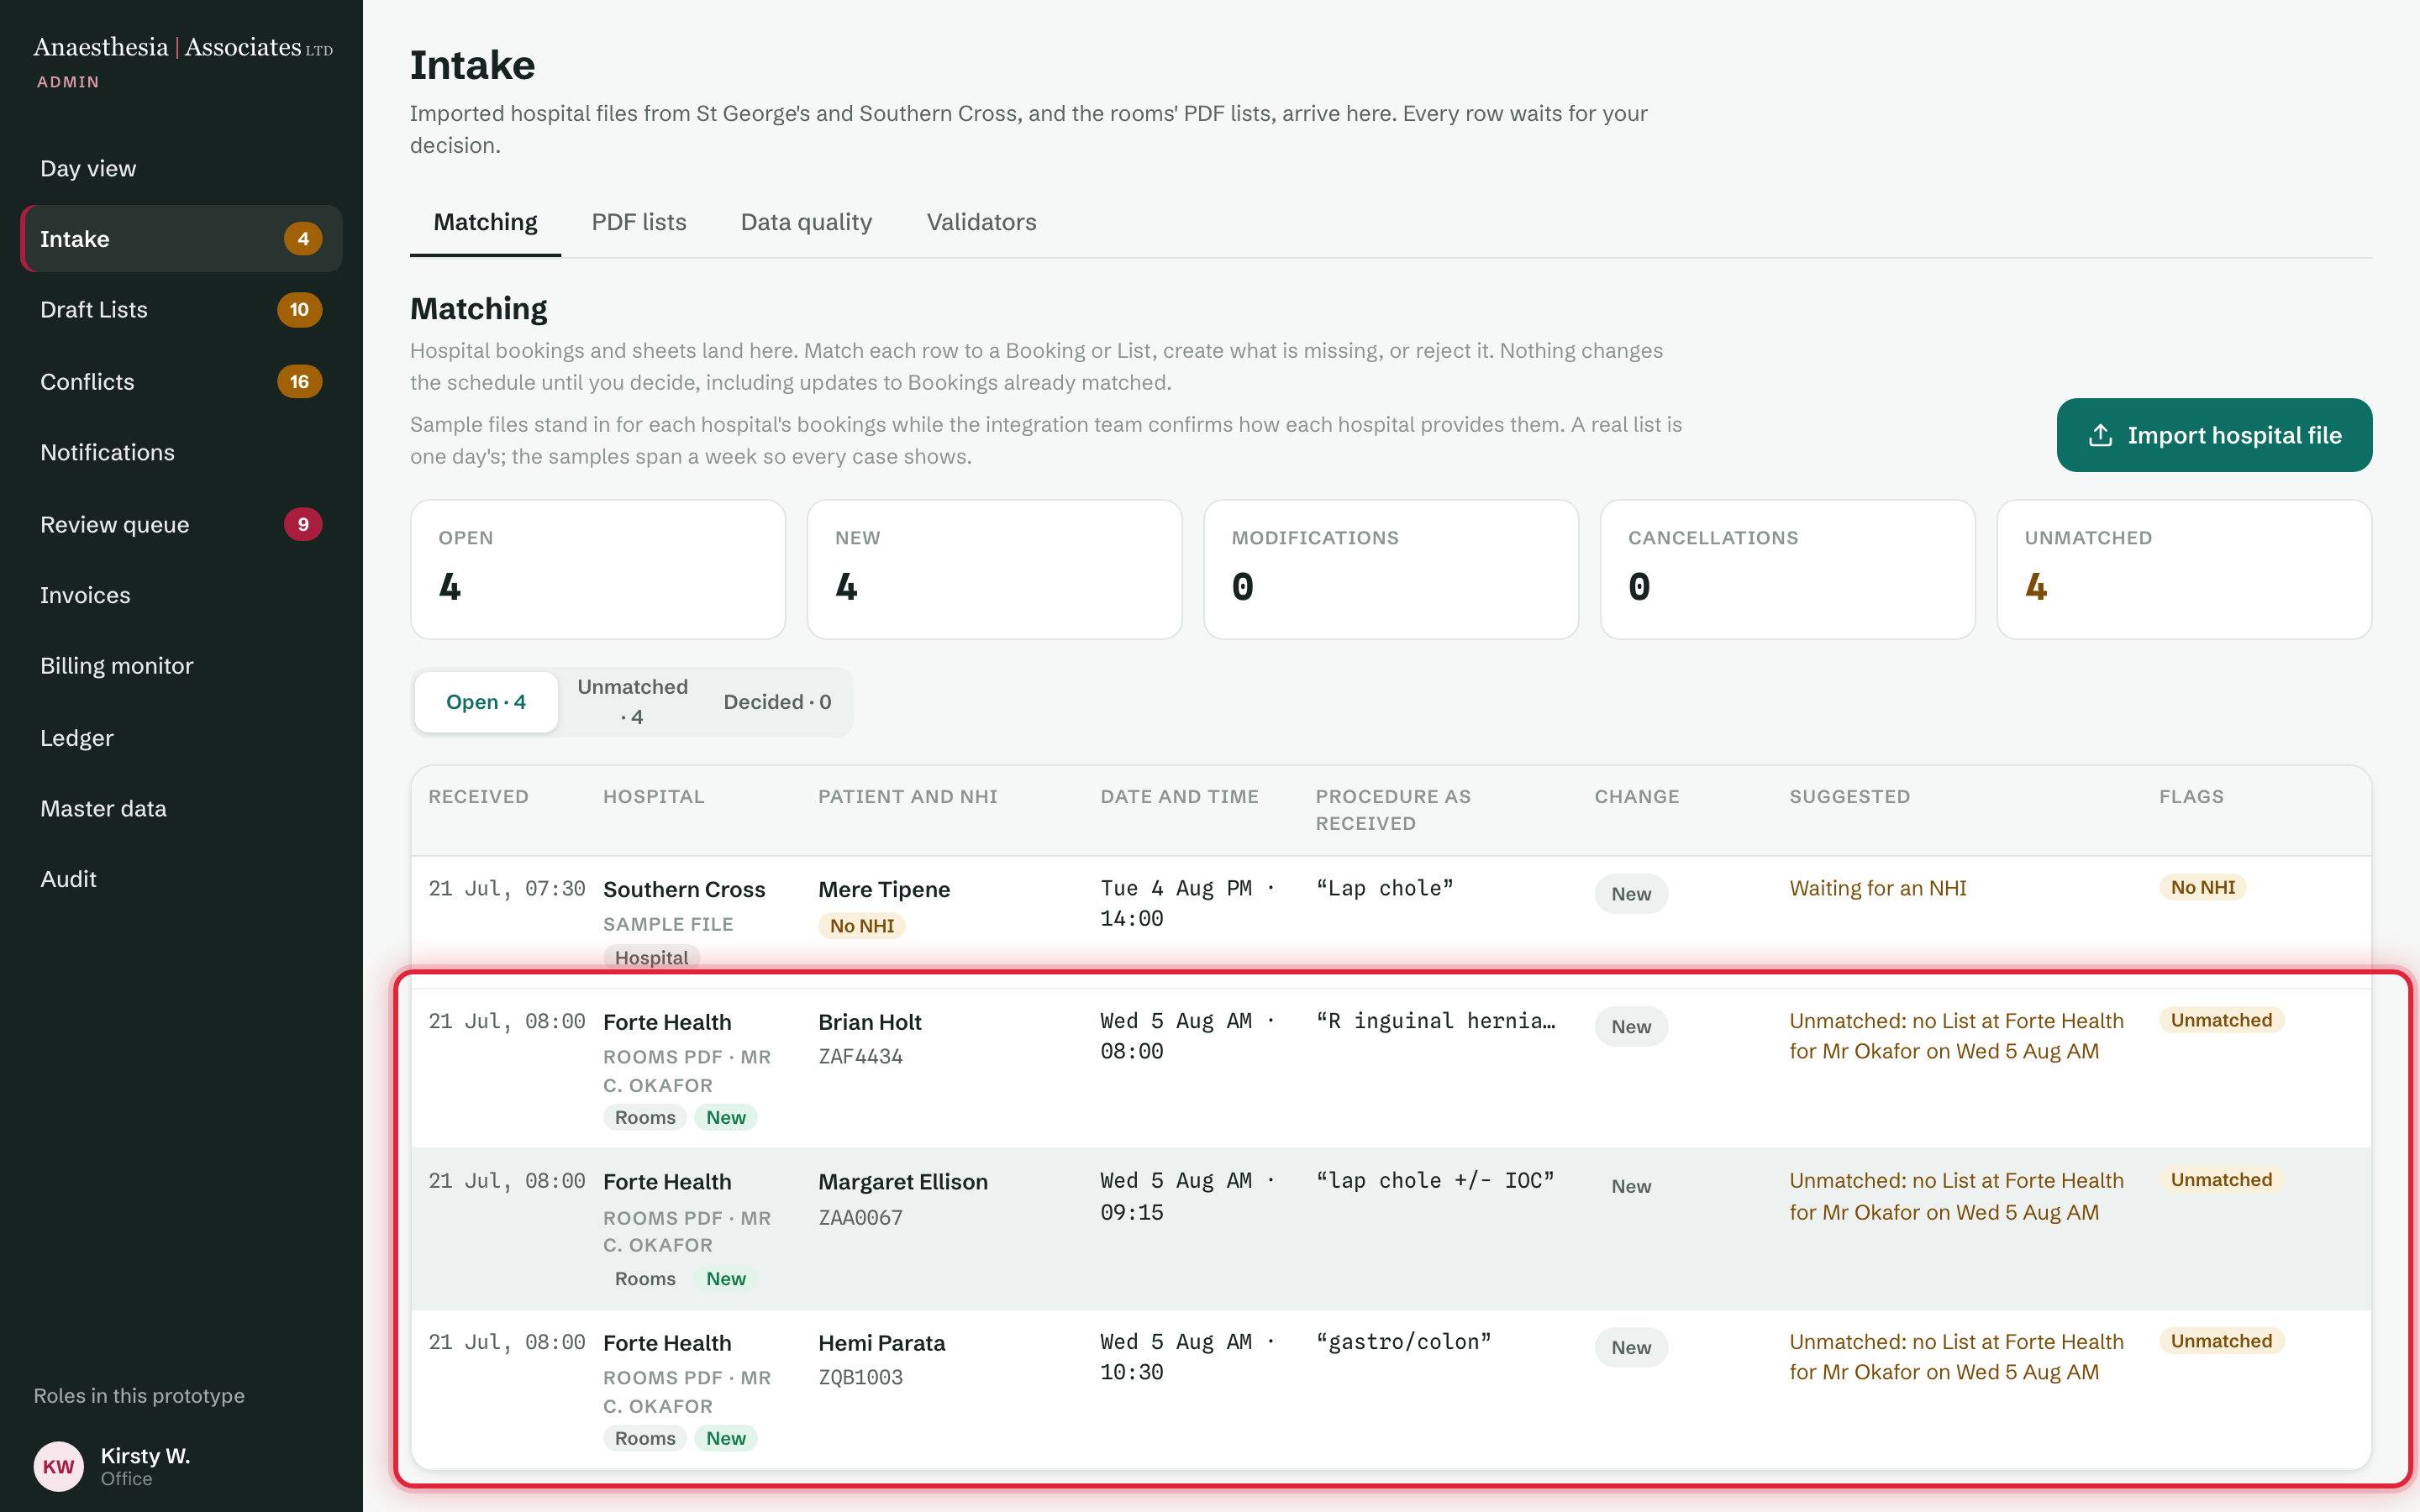 Anaesthesia | Associates LTD
ADMIN
Day view
Intake 4
Draft Lists 10
Conflicts 16
Notifications
Review queue 9
Invoices
Billing monitor
Ledger
Master data
Audit
Roles in this prototype
KW Kirsty W.
Office
Intake
Imported hospital files from St George's and Southern Cross, and the rooms' PDF lists, arrive here. Every row waits for your
decision.
Matching PDF lists Data quality Validators
Matching
Hospital bookings and sheets land here. Match each row to a Booking or List, create what is missing, or reject it. Nothing changes
the schedule until you decide, including updates to Bookings already matched.
Sample files stand in for each hospital's bookings while the integration team confirms how each hospital provides them. A real list is
one day's; the samples span a week so every case shows.
Import hospital file
OPEN NEW MODIFICATIONS CANCELLATIONS UNMATCHED
4 4 0 0 4
Open · 4 Unmatched Decided · 0
· 4
RECEIVED HOSPITAL PATIENT AND NHI DATE AND TIME PROCEDURE AS CHANGE SUGGESTED FLAGS
RECEIVED
21 Jul, 07:30 Southern Cross Mere Tipene Tue 4 Aug PM · “Lap chole” New Waiting for an NHI No NHI
SAMPLE FILE No NHI 14:00
Hospital
21 Jul, 08:00 Forte Health Brian Holt Wed 5 Aug AM · “R inguinal hernia… New Unmatched: no List at Forte Health Unmatched
ROOMS PDF · MR ZAF4434 08:00 for Mr Okafor on Wed 5 Aug AM
C. OKAFOR
Rooms New
21 Jul, 08:00 Forte Health Margaret Ellison Wed 5 Aug AM · “lap chole +/- IOC” New Unmatched: no List at Forte Health Unmatched
ROOMS PDF · MR ZAA0067 09:15 for Mr Okafor on Wed 5 Aug AM
C. OKAFOR
Rooms New
21 Jul, 08:00 Forte Health Hemi Parata Wed 5 Aug AM · “gastro/colon” New Unmatched: no List at Forte Health Unmatched
ROOMS PDF · MR ZQB1003 10:30 for Mr Okafor on Wed 5 Aug AM
C. OKAFOR
Rooms New